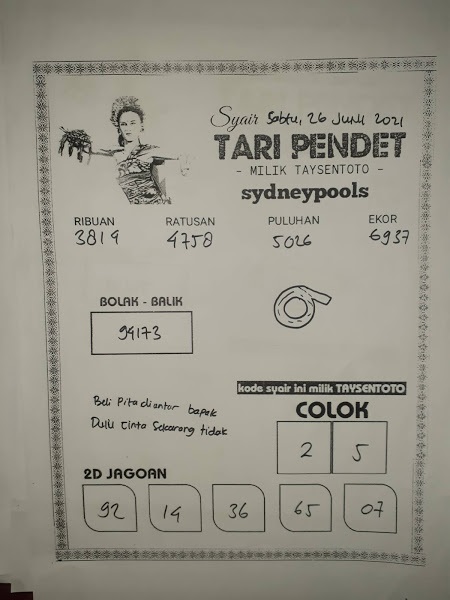 Syair Sabtu, 26 Juni 2021
TARI PENDET
- MILIK TAYSENTOTO -
sydneypools
RIBUAN RATUSAN PULUHAN EKOR
3819 4758 5026 6937
BOLAK - BALIK
94173
kode syair ini milik TAYSENTOTO
Beli Pita diantar bapak
Dulu Cinta Sekarang tidak
COLOK
2 5
2D JAGOAN
92 14 36 65 07